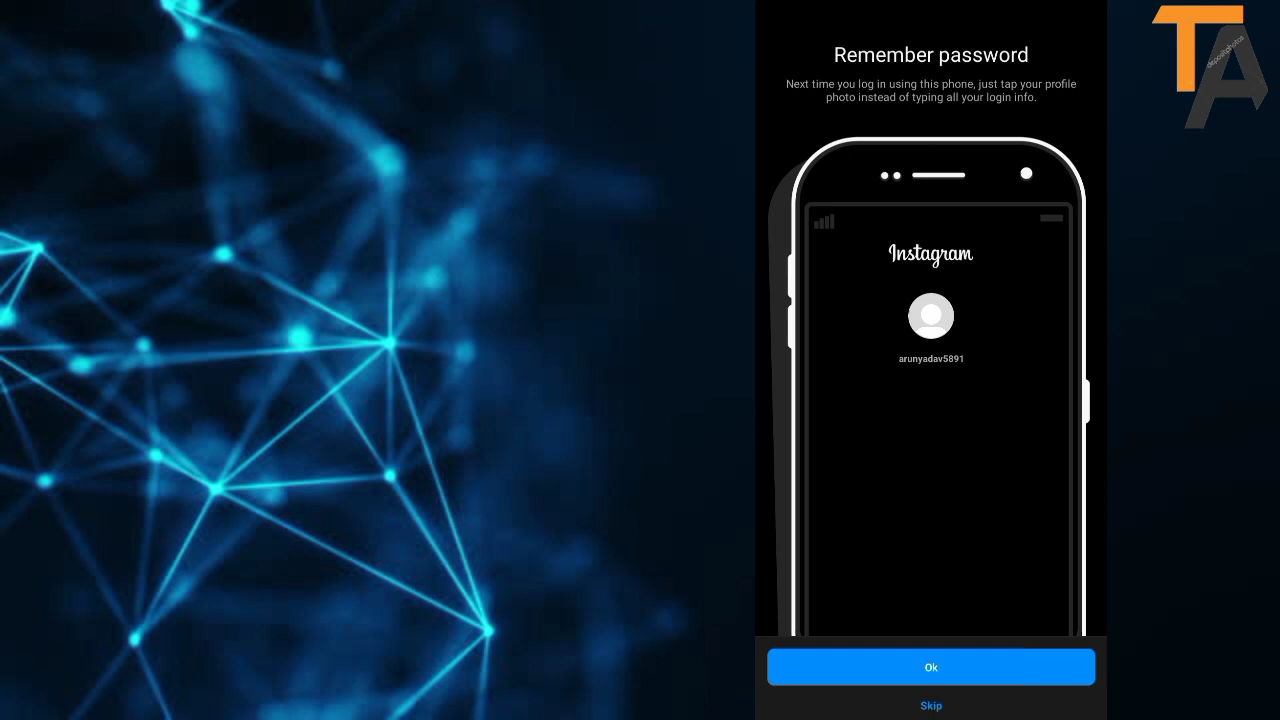 Remember password
Next time you log in using this phone, just tap your profile
photo instead of typing all your login info.
Instagram
arunyadav5891
Ok
Skip
TA
depositphotos